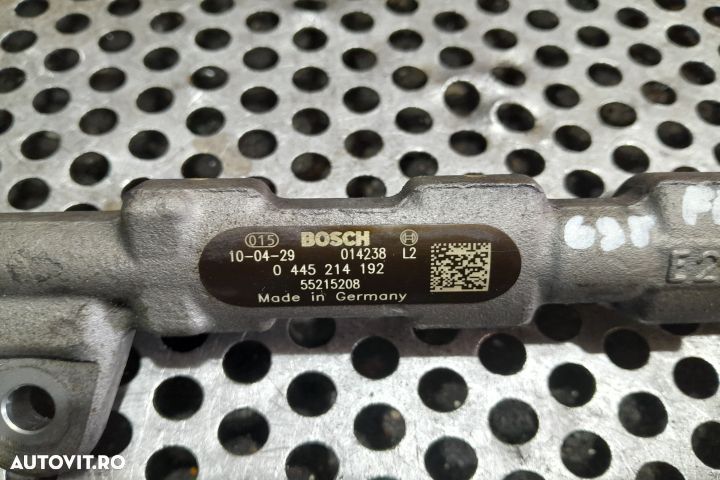 015 BOSCH
10-04-29 014238 L2
0 445 214 192
55215208
Made in Germany
AUTOVIT.RO